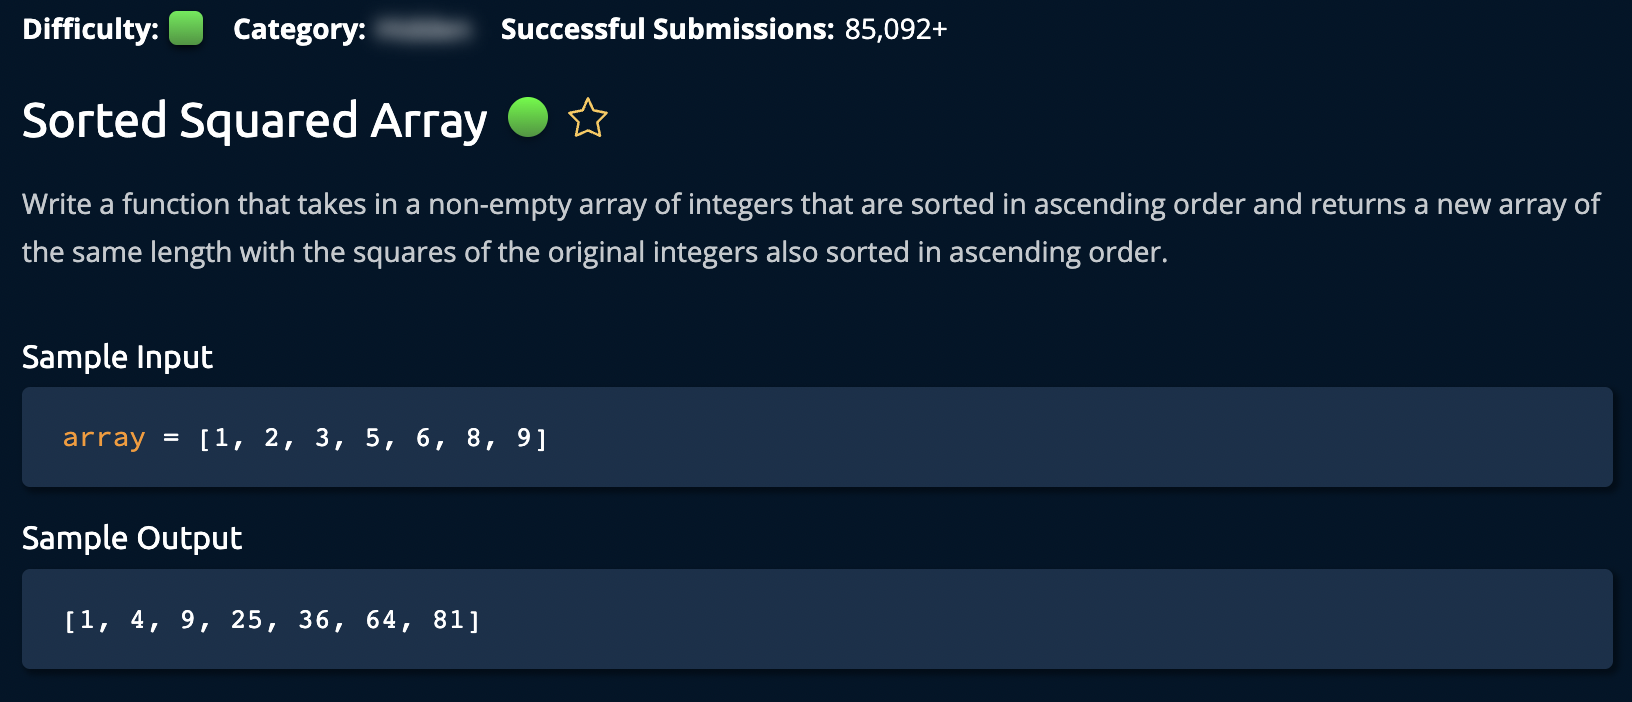 Difficulty: Category: Successful Submissions: 85,092+
Sorted Squared Array
Write a function that takes in a non-empty array of integers that are sorted in ascending order and returns a new array of
the same length with the squares of the original integers also sorted in ascending order.
Sample Input
array = [1, 2, 3, 5, 6, 8, 9]
Sample Output
[1, 4, 9, 25, 36, 64, 81]